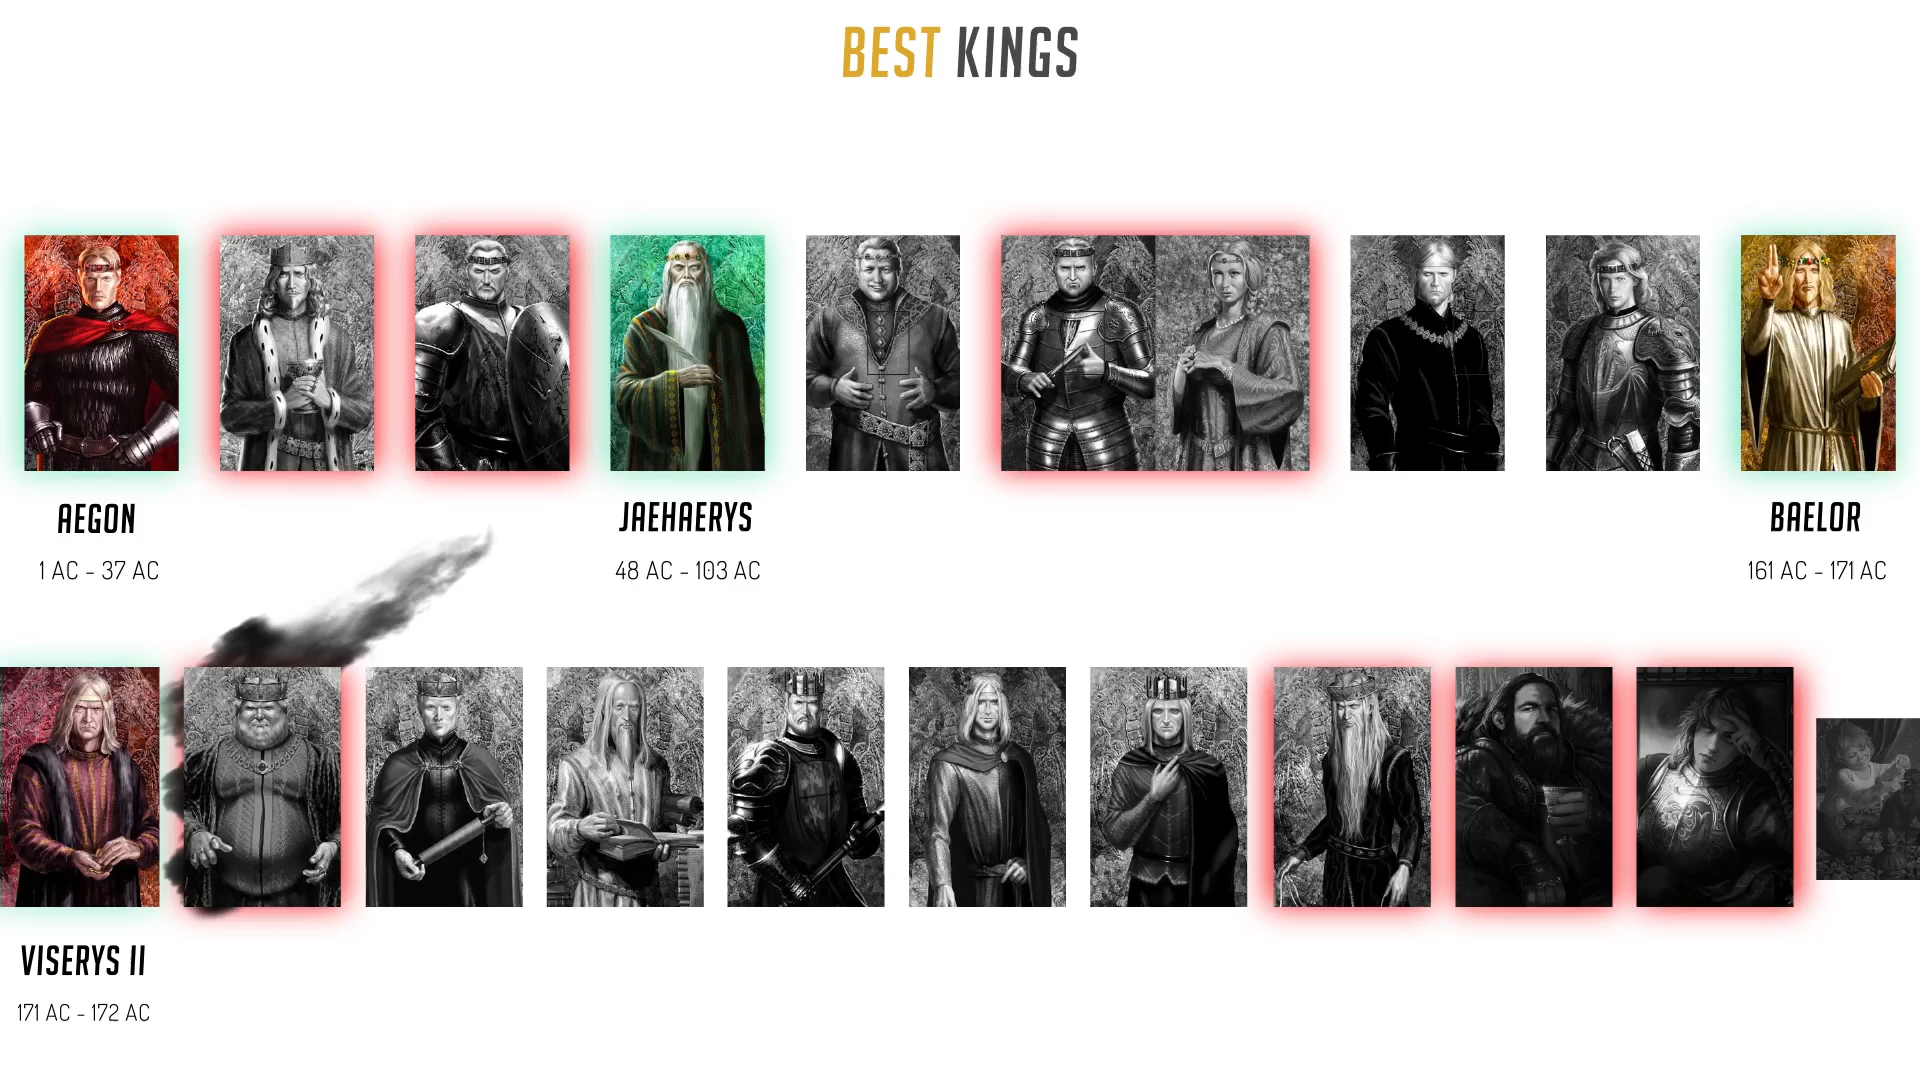 BEST KINGS
AEGON
1 AC - 37 AC
JAEHAERYS
48 AC - 103 AC
BAELOR
161 AC - 171 AC
VISERYS II
171 AC - 172 AC